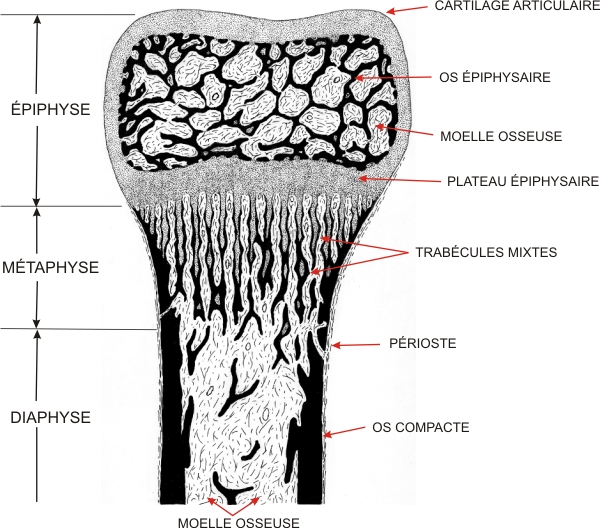 CARTILAGE ARTICULAIRE
OS ÉPIPHYSAIRE
ÉPIPHYSE
MOELLE OSSEUSE
PLATEAU ÉPIPHYSAIRE
TRABÉCULES MIXTES
MÉTAPHYSE
PÉRIOSTE
DIAPHYSE
OS COMPACTE
MOELLE OSSEUSE